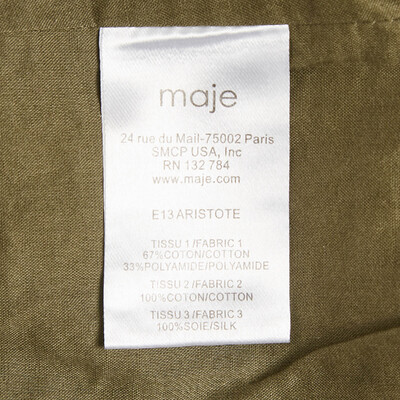 maje
24 rue du Mail-75002 Paris
SMCP USA, Inc
RN 132 784
www.maje.com
E13 ARISTOTE
TISSU 1/FABRIC 1
67%COTON/COTTON
33%POLYAMIDE/POLYAMIDE
TISSU 2/FABRIC 2
100%COTON/COTTON
TISSU 3/FABRIC 3
100%SOIE/SILK